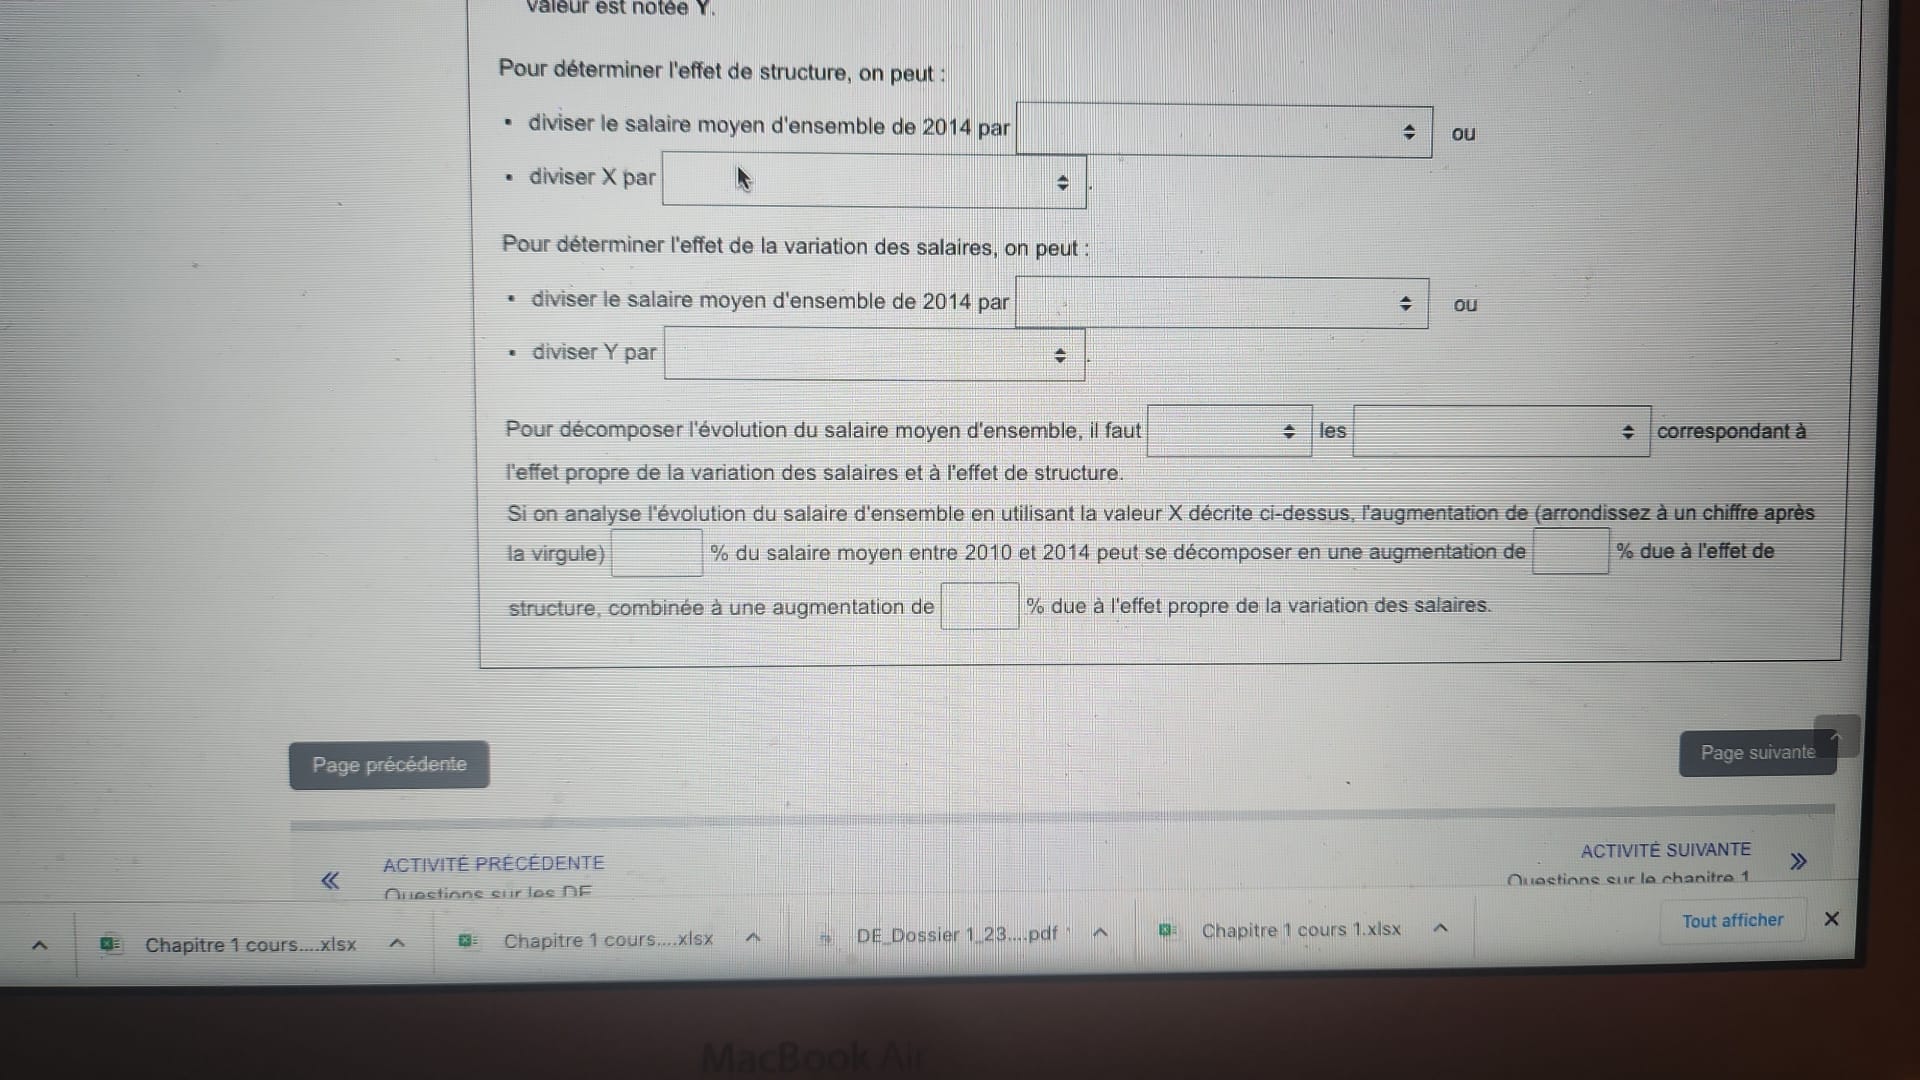 valeur est notée Y.
Pour déterminer l'effet de structure, on peut :
• diviser le salaire moyen d'ensemble de 2014 par ou
• diviser X par .
Pour déterminer l'effet de la variation des salaires, on peut :
• diviser le salaire moyen d'ensemble de 2014 par ou
• diviser Y par .
Pour décomposer l'évolution du salaire moyen d'ensemble, il faut les correspondant à
l'effet propre de la variation des salaires et à l'effet de structure.
Si on analyse l'évolution du salaire d'ensemble en utilisant la valeur X décrite ci-dessus, l'augmentation de (arrondissez à un chiffre après
la virgule) % du salaire moyen entre 2010 et 2014 peut se décomposer en une augmentation de % due à l'effet de
structure, combinée à une augmentation de % due à l'effet propre de la variation des salaires.
Page précédente
Page suivante
ACTIVITÉ PRÉCÉDENTE
Questions sur les DE
ACTIVITÉ SUIVANTE
Questions sur le chapitre 1
Chapitre 1 cours....xlsx
Chapitre 1 cours....xlsx
DE_Dossier 1_23....pdf
Chapitre 1 cours 1.xlsx
Tout afficher
MacBook Air